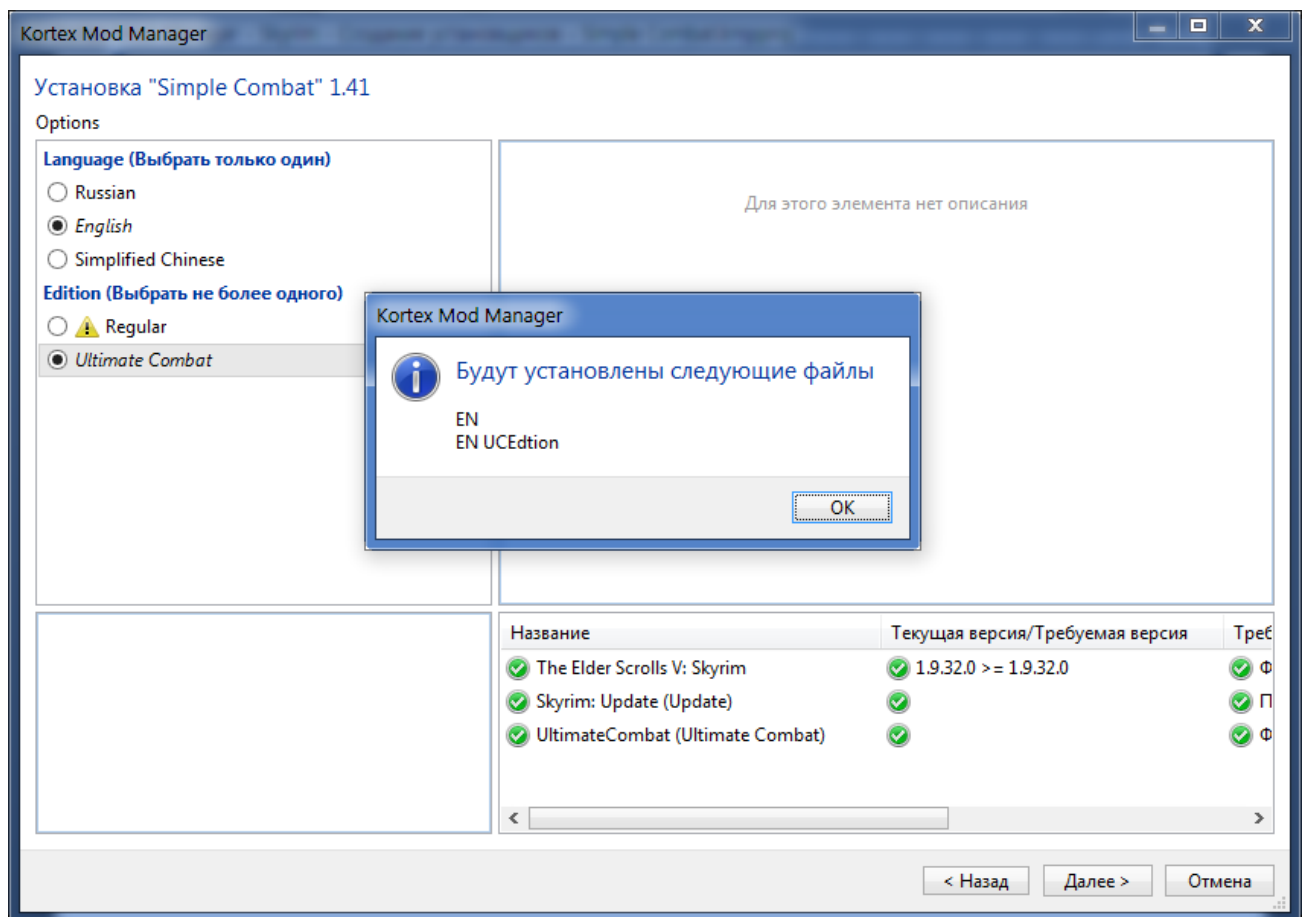 Kortex Mod Manager
Установка "Simple Combat" 1.41
Options
Language (Выбрать только один)
Russian
English
Simplified Chinese
Edition (Выбрать не более одного)
Regular
Ultimate Combat
Для этого элемента нет описания
Kortex Mod Manager
Будут установлены следующие файлы
EN
EN UCEdtion
OK
Название Текущая версия/Требуемая версия Треб
The Elder Scrolls V: Skyrim 1.9.32.0 >= 1.9.32.0 Ф
Skyrim: Update (Update) П
UltimateCombat (Ultimate Combat) Ф
< Назад Далее > Отмена